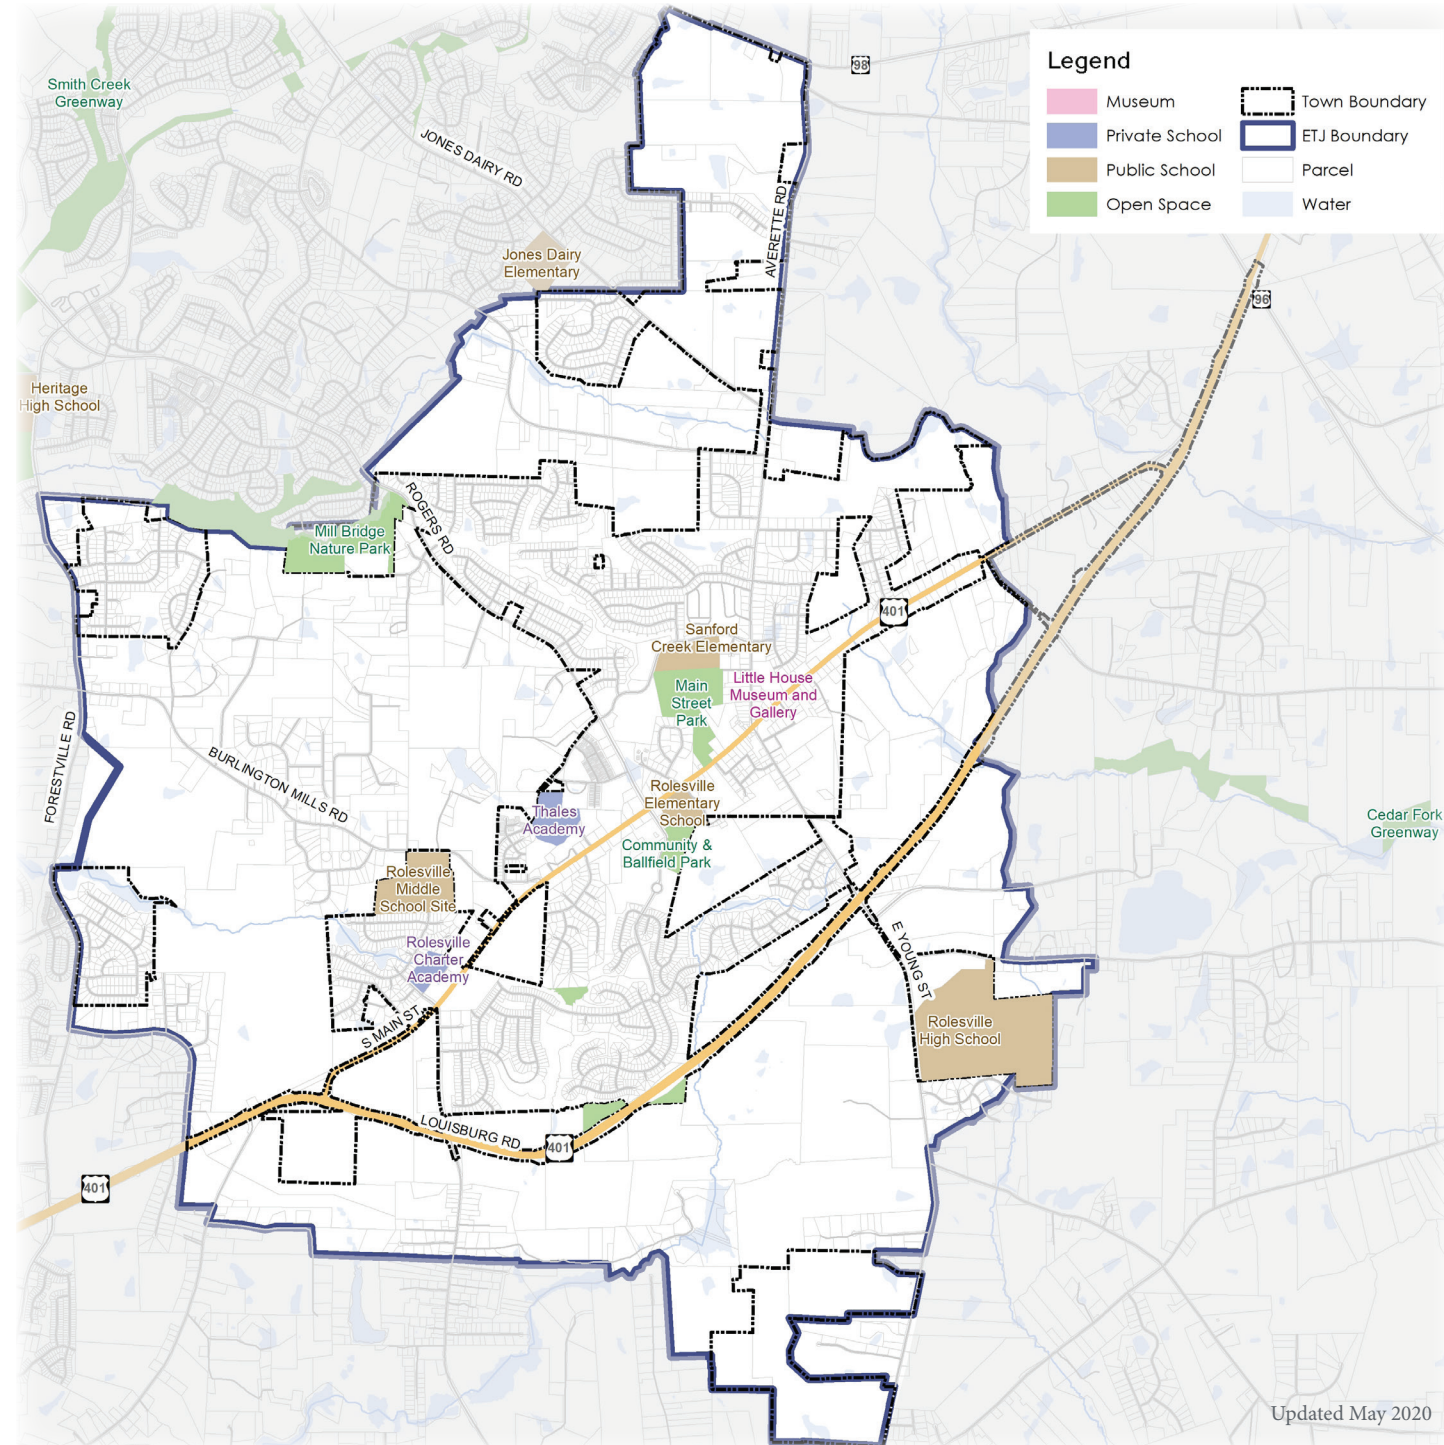 Legend
Museum
Private School
Public School
Open Space
Town Boundary
ETJ Boundary
Parcel
Water
98
Smith Creek
Greenway
JONES DAIRY RD
AVERETTE RD
Jones Dairy
Elementary
96
Heritage
High School
ROGERS RD
Mill Bridge
Nature Park
401
Sanford
Creek Elementary
Main
Street
Park
Little House
Museum and
Gallery
FORESTVILLE RD
BURLINGTON MILLS RD
Rolesville
Elementary
School
Thales
Academy
Community &
Ballfield Park
Cedar Fork
Greenway
Rolesville
Middle
School Site
Rolesville
Charter
Academy
E YOUNG ST
Rolesville
High School
S MAIN ST
LOUISBURG RD
401
401
Updated May 2020